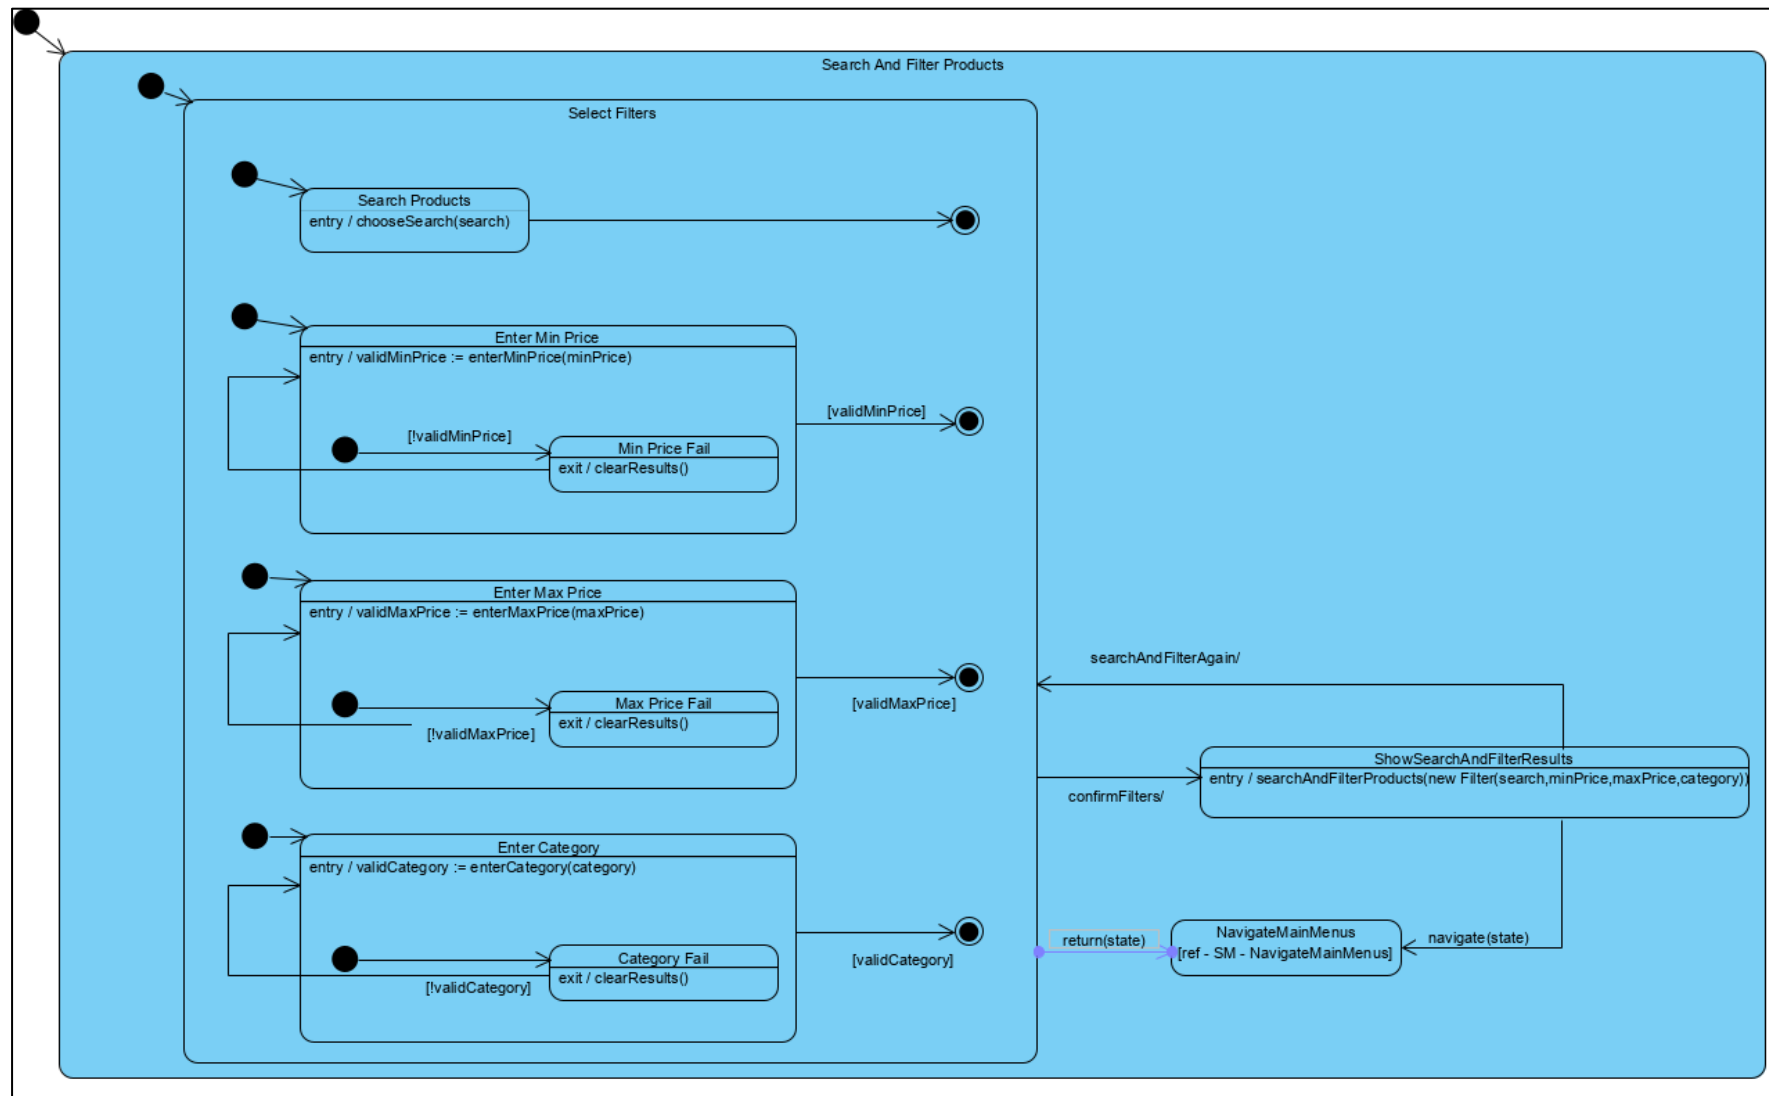 Search And Filter Products
Select Filters
Search Products
entry / chooseSearch(search)
Enter Min Price
entry / validMinPrice := enterMinPrice(minPrice)
[validMinPrice]
[!validMinPrice]
Min Price Fail
exit / clearResults()
Enter Max Price
entry / validMaxPrice := enterMaxPrice(maxPrice)
Max Price Fail
[validMaxPrice]
exit / clearResults()
[!validMaxPrice]
searchAndFilterAgain/
ShowSearchAndFilterResults
entry / searchAndFilterProducts(new Filter(search,minPrice,maxPrice,category))
confirmFilters/
Enter Category
entry / validCategory := enterCategory(category)
Category Fail
[validCategory]
exit / clearResults()
[!validCategory]
return(state)
NavigateMainMenus
[ref - SM - NavigateMainMenus]
navigate(state)